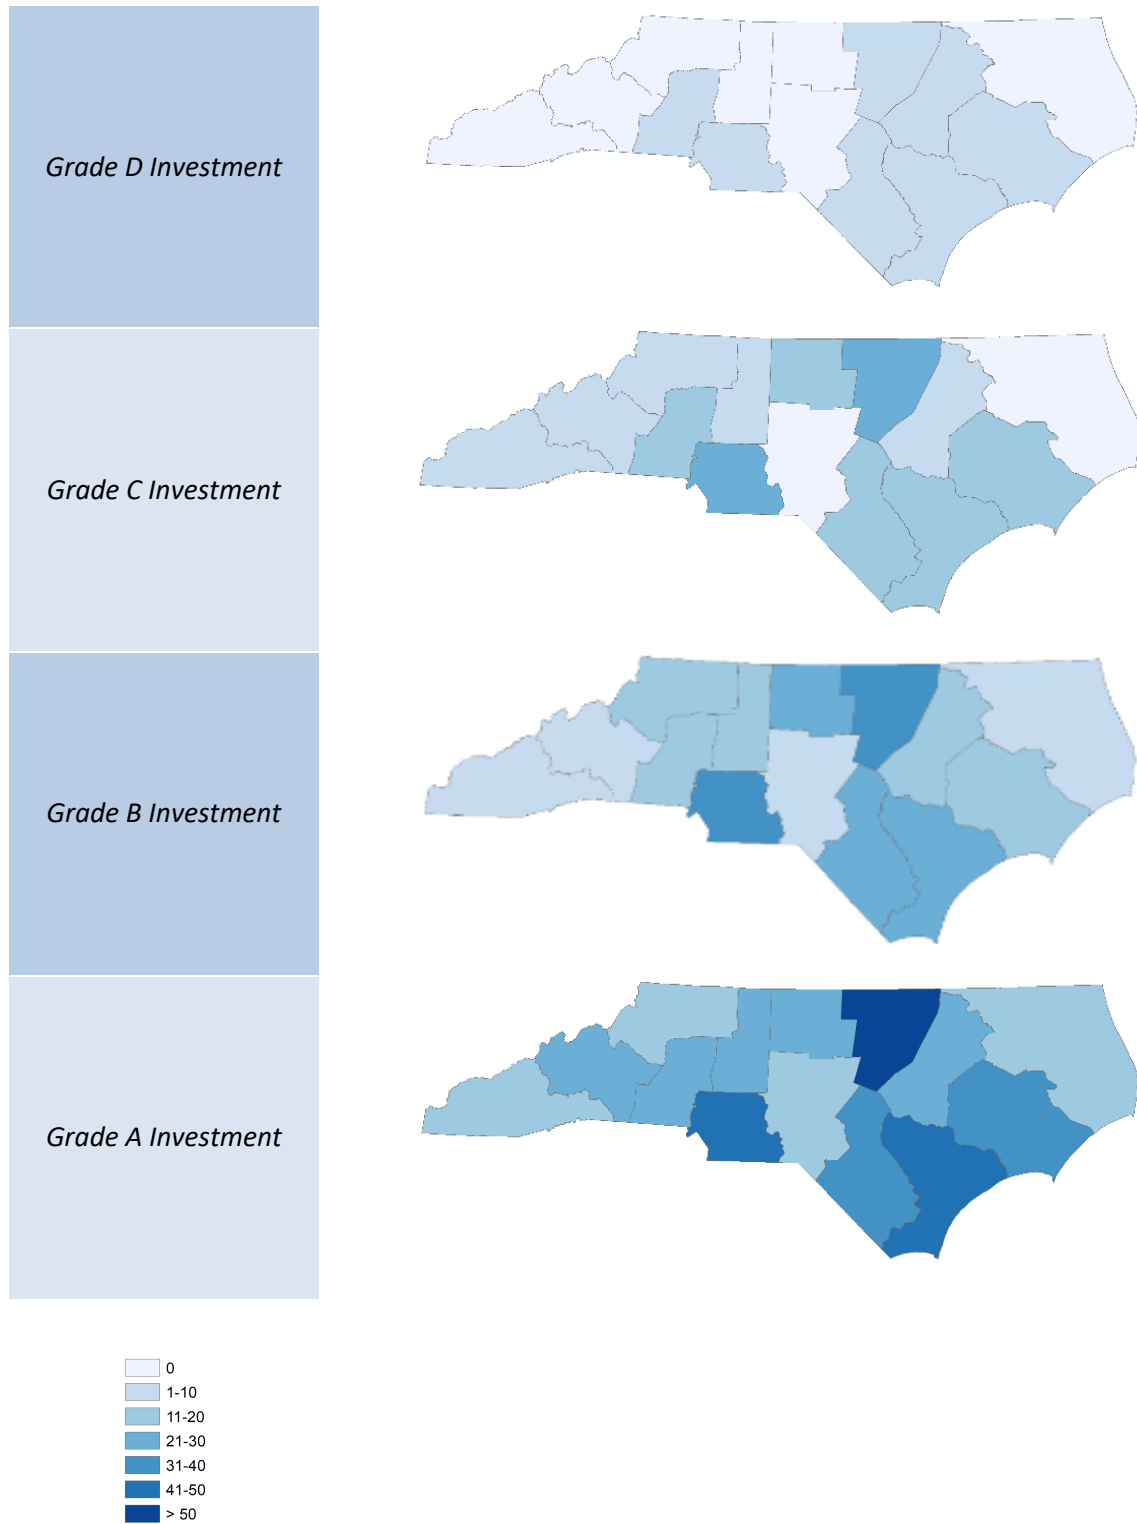 Grade D Investment
Grade C Investment
Grade B Investment
Grade A Investment
0
1-10
11-20
21-30
31-40
41-50
> 50